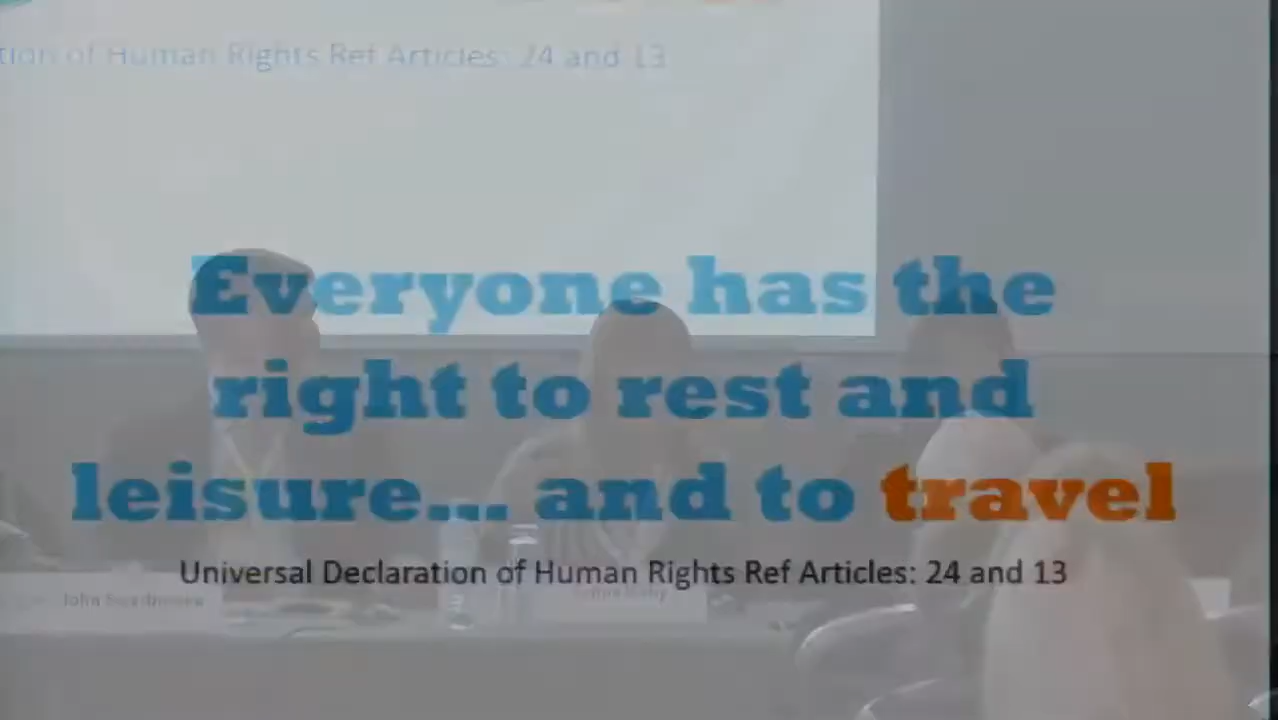 tion of Human Rights Ref Articles: 24 and 13
Everyone has the
right to rest and
leisure... and to travel
Universal Declaration of Human Rights Ref Articles: 24 and 13
John